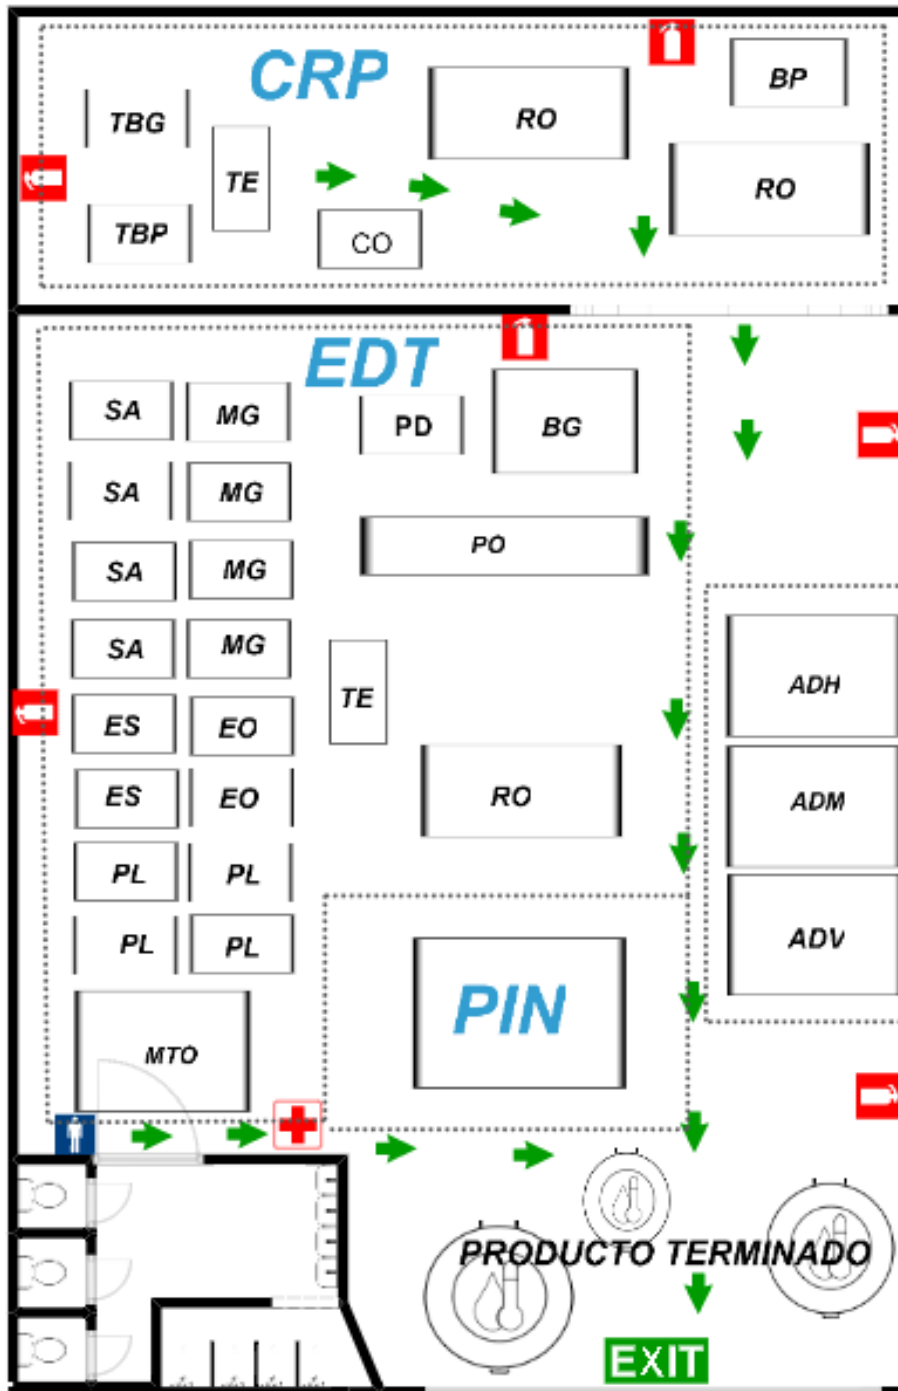 CRP
BP
TBG
RO
TE
RO
TBP
CO
EDT
SA
MG
PD
BG
SA
MG
PO
SA
MG
SA
MG
TE
ADH
ES
EO
ES
EO
RO
ADM
PL
PL
PL
PL
ADV
PIN
MTO
PRODUCTO TERMINADO
EXIT